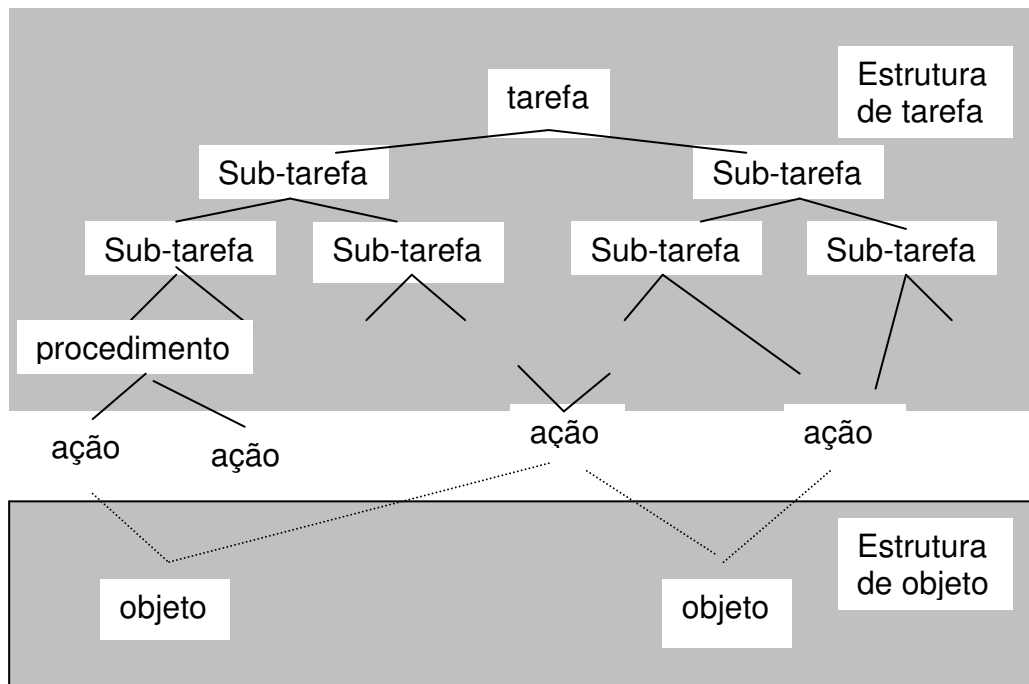 tarefa
Estrutura
de tarefa
Sub-tarefa
Sub-tarefa
Sub-tarefa
Sub-tarefa
Sub-tarefa
Sub-tarefa
procedimento
ação
ação
ação
ação
Estrutura
de objeto
objeto
objeto